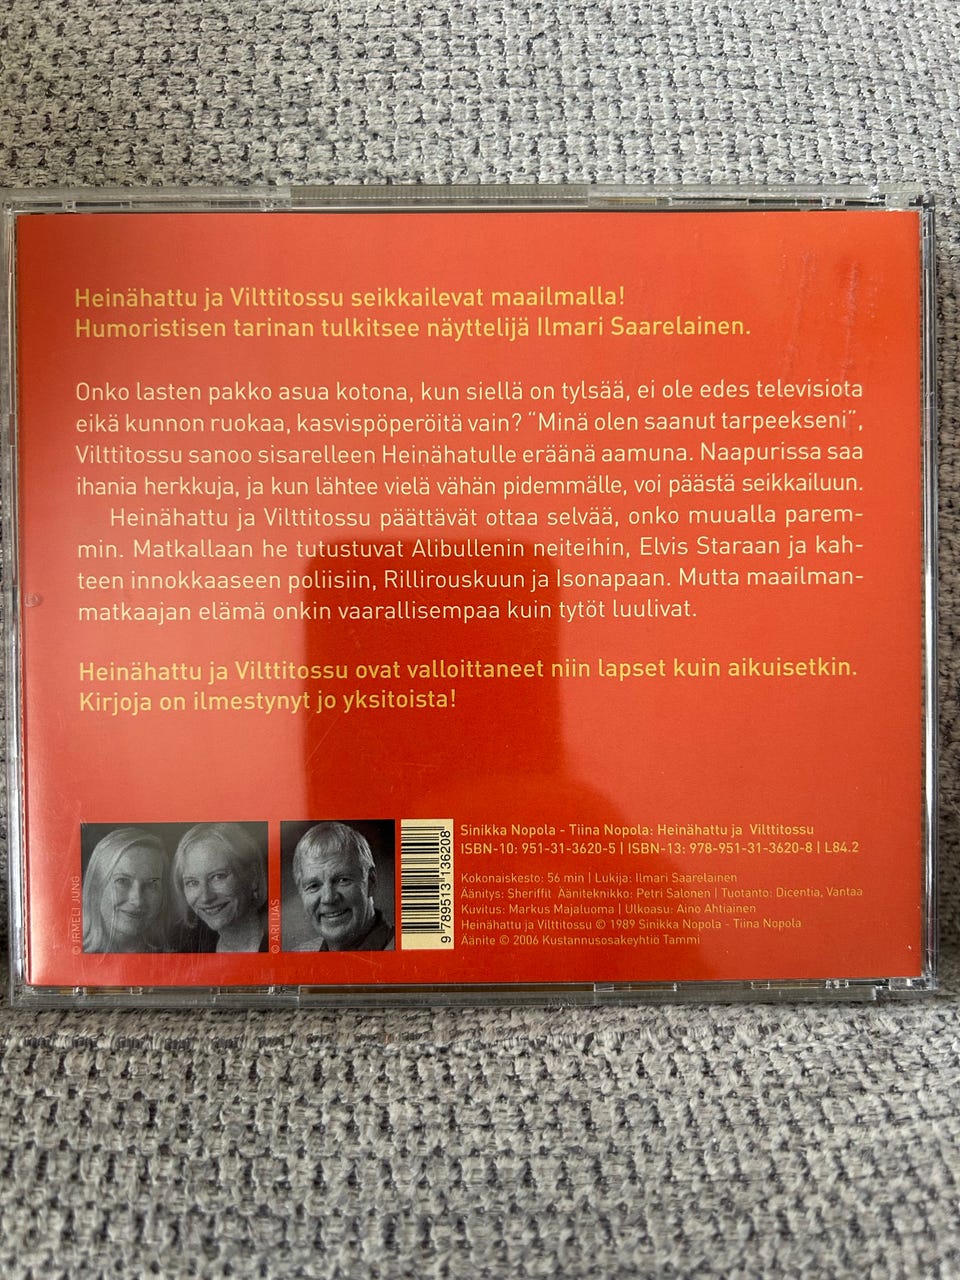 Heinähattu ja Vilttitossu seikkailevat maailmalla!
Humoristisen tarinan tulkitsee näyttelijä Ilmari Saarelainen.
Onko lasten pakko asua kotona, kun siellä on tylsää, ei ole edes televisiota
eikä kunnon ruokaa, kasvispöperöitä vain? “Minä olen saanut tarpeekseni”,
Vilttitossu sanoo sisarelleen Heinähatulle eräänä aamuna. Naapurissa saa
ihania herkkuja, ja kun lähtee vielä vähän pidemmälle, voi päästä seikkailuun.
Heinähattu ja Vilttitossu päättävät ottaa selvää, onko muualla parem-
min. Matkallaan he tutustuvat Alibullenin neiteihin, Elvis Staraan ja kah-
teen innokkaaseen poliisiin, Rillirouskuun ja Isonapaan. Mutta maailman-
matkaajan elämä onkin vaarallisempaa kuin tytöt luulivat.
Heinähattu ja Vilttitossu ovat valloittaneet niin lapset kuin aikuisetkin.
Kirjoja on ilmestynyt jo yksitoista!
© IRMELI JUNG
© ARI IJÄS
9 789513 136208
Sinikka Nopola - Tiina Nopola: Heinähattu ja Vilttitossu
ISBN-10: 951-31-3620-5 | ISBN-13: 978-951-31-3620-8 | L84.2
Kokonaiskesto: 56 min | Lukija: Ilmari Saarelainen
Äänitys: Sheriffit Ääniteknikko: Petri Salonen | Tuotanto: Dicentia, Vantaa
Kuvitus: Markus Majaluoma | Ulkoasu: Aino Ahtiainen
Heinähattu ja Vilttitossu © 1989 Sinikka Nopola - Tiina Nopola
Äänite © 2006 Kustannusosakeyhtiö Tammi